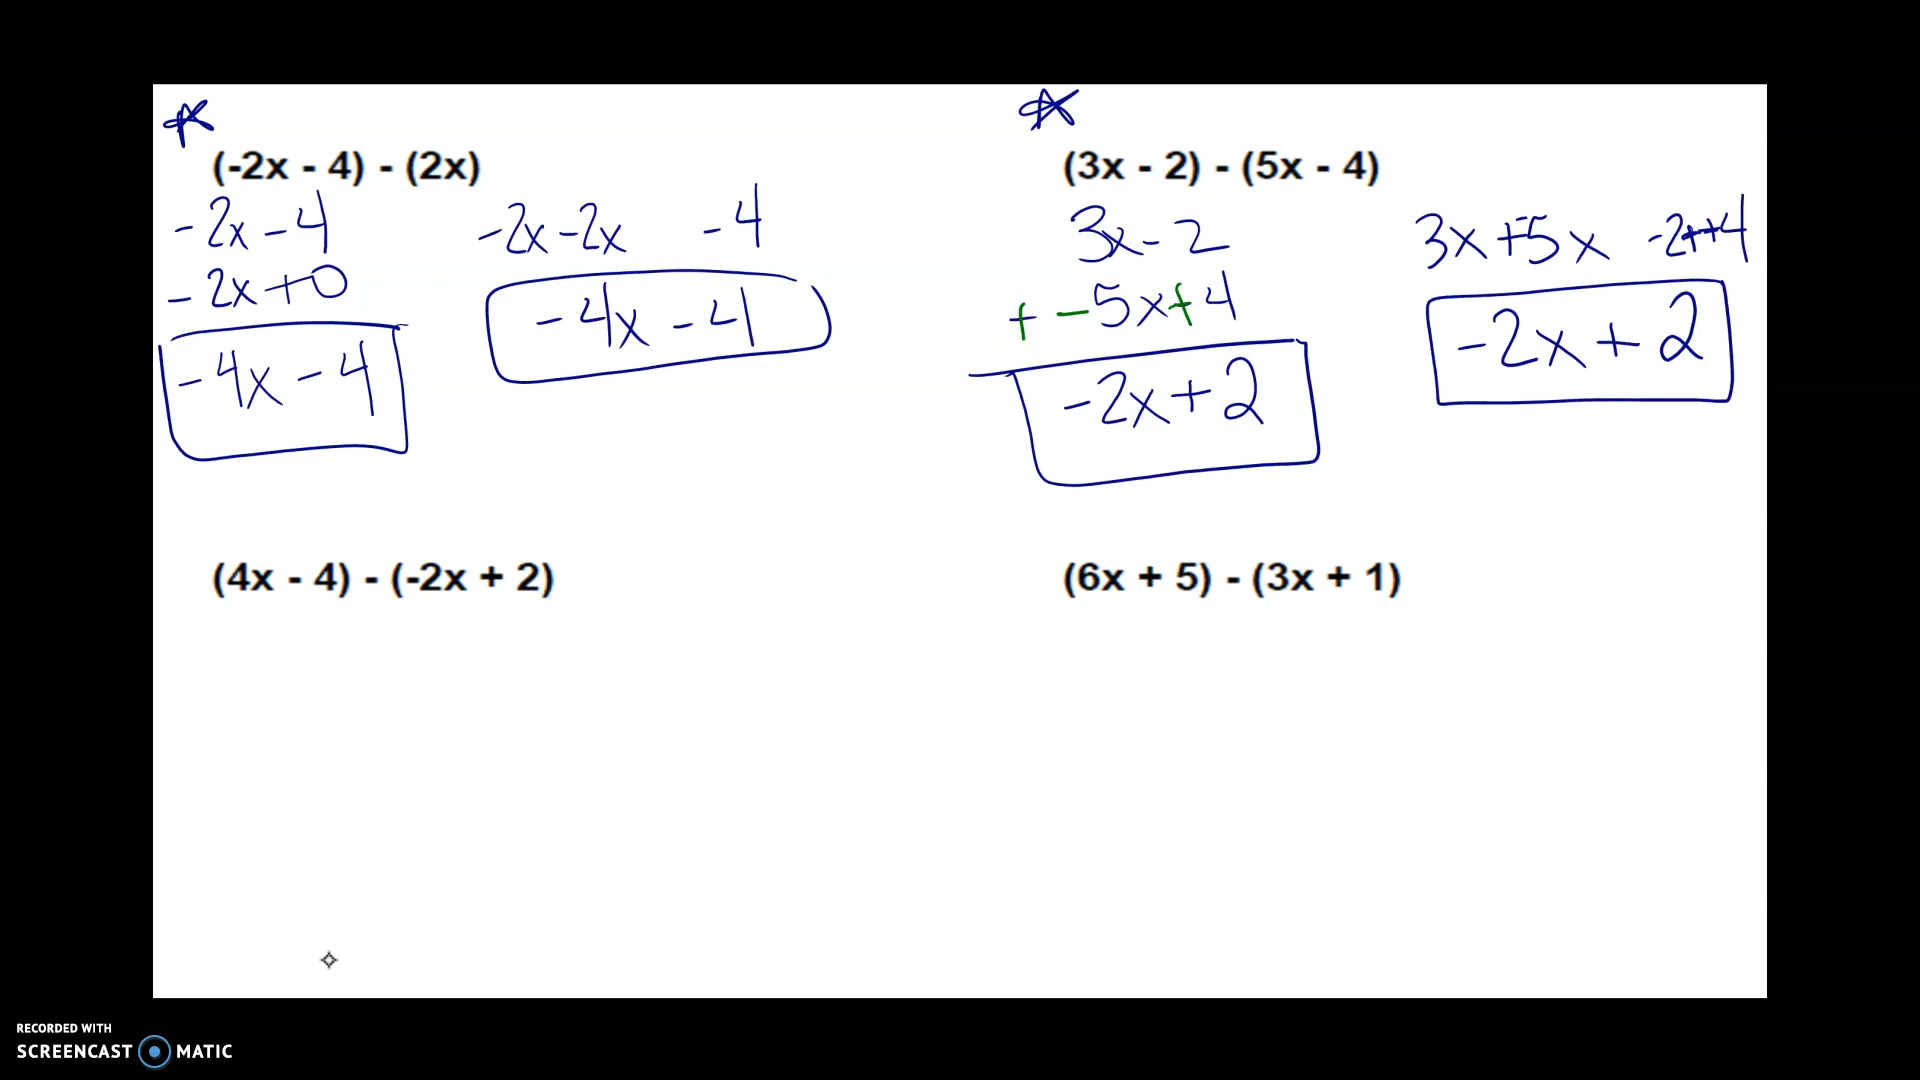 (-2x - 4) - (2x)
-2x - 4
-2x + 0
-4x - 4
-2x - 2x - 4
-4x - 4
(3x - 2) - (5x - 4)
3x - 2
+ -5x + 4
-2x + 2
3x + -5x -2 + +4
-2x + 2
(4x - 4) - (-2x + 2)
(6x + 5) - (3x + 1)
RECORDED WITH
SCREENCAST MATIC